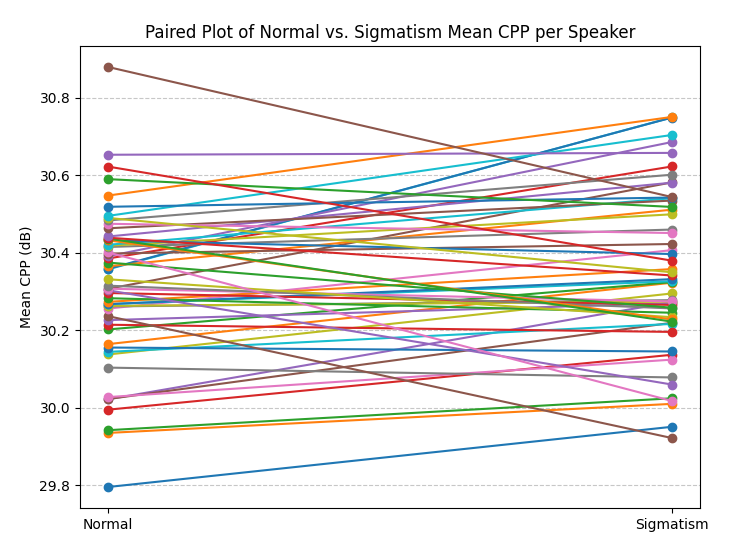 Paired Plot of Normal vs. Sigmatism Mean CPP per Speaker
Mean CPP (dB)
30.8
30.6
30.4
30.2
30.0
29.8
Normal
Sigmatism